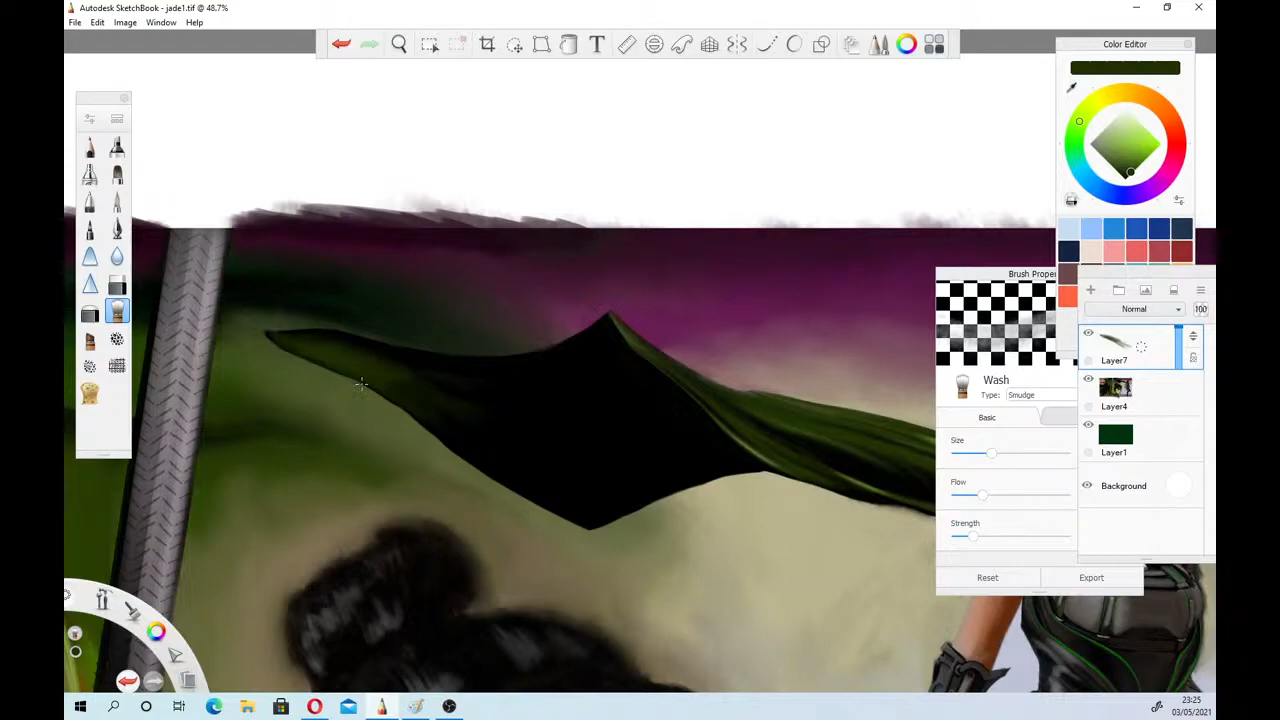 Autodesk SketchBook - jade1.tif @ 48.7%
File Edit Image Window Help
Color Editor
Brush Proper
Normal
100
Wash
Type: Smudge
Layer7
Basic
Layer4
Size
Layer1
Flow
Background
Strength
Reset Export
23:25
03/05/2021